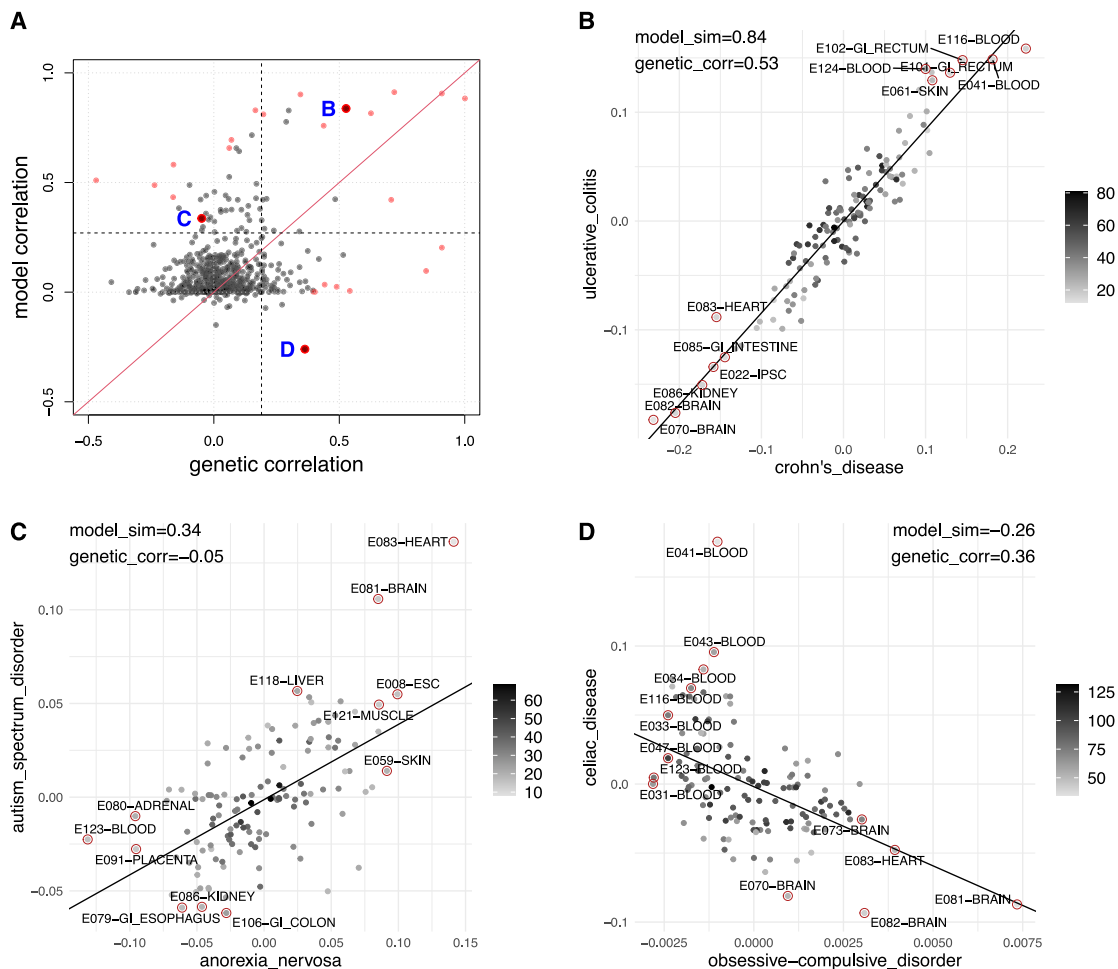 A
1.0
0.5
0.0
−0.5
model correlation
B
C
D
−0.5
0.0
0.5
1.0
genetic correlation
B
model_sim=0.84
genetic_corr=0.53
E116−BLOOD
E102−GI_RECTUM
E124−BLOOD
E101−GI_RECTUM
E061−SKIN
E041−BLOOD
0.1
0.0
−0.1
ulcerative_colitis
E083−HEART
E085−GI_INTESTINE
E022−IPSC
E086−KIDNEY
E082−BRAIN
E070−BRAIN
−0.2
−0.1
0.0
0.1
0.2
crohn's_disease
80
60
40
20
C
model_sim=0.34
genetic_corr=−0.05
E083−HEART
E081−BRAIN
0.10
E118−LIVER
E008−ESC
0.05
E121−MUSCLE
E059−SKIN
0.00
E080−ADRENAL
E123−BLOOD
E091−PLACENTA
−0.05
E086−KIDNEY
E079−GI_ESOPHAGUS
E106−GI_COLON
autism_spectrum_disorder
−0.10
−0.05
0.00
0.05
0.10
0.15
anorexia_nervosa
60
50
40
30
20
10
D
model_sim=−0.26
genetic_corr=0.36
E041−BLOOD
0.1
E043−BLOOD
E034−BLOOD
E116−BLOOD
E033−BLOOD
E047−BLOOD
E123−BLOOD
0.0
E031−BLOOD
E073−BRAIN
E083−HEART
E070−BRAIN
E081−BRAIN
E082−BRAIN
−0.1
celiac_disease
−0.0025
0.0000
0.0025
0.0050
0.0075
obsessive−compulsive_disorder
125
100
75
50